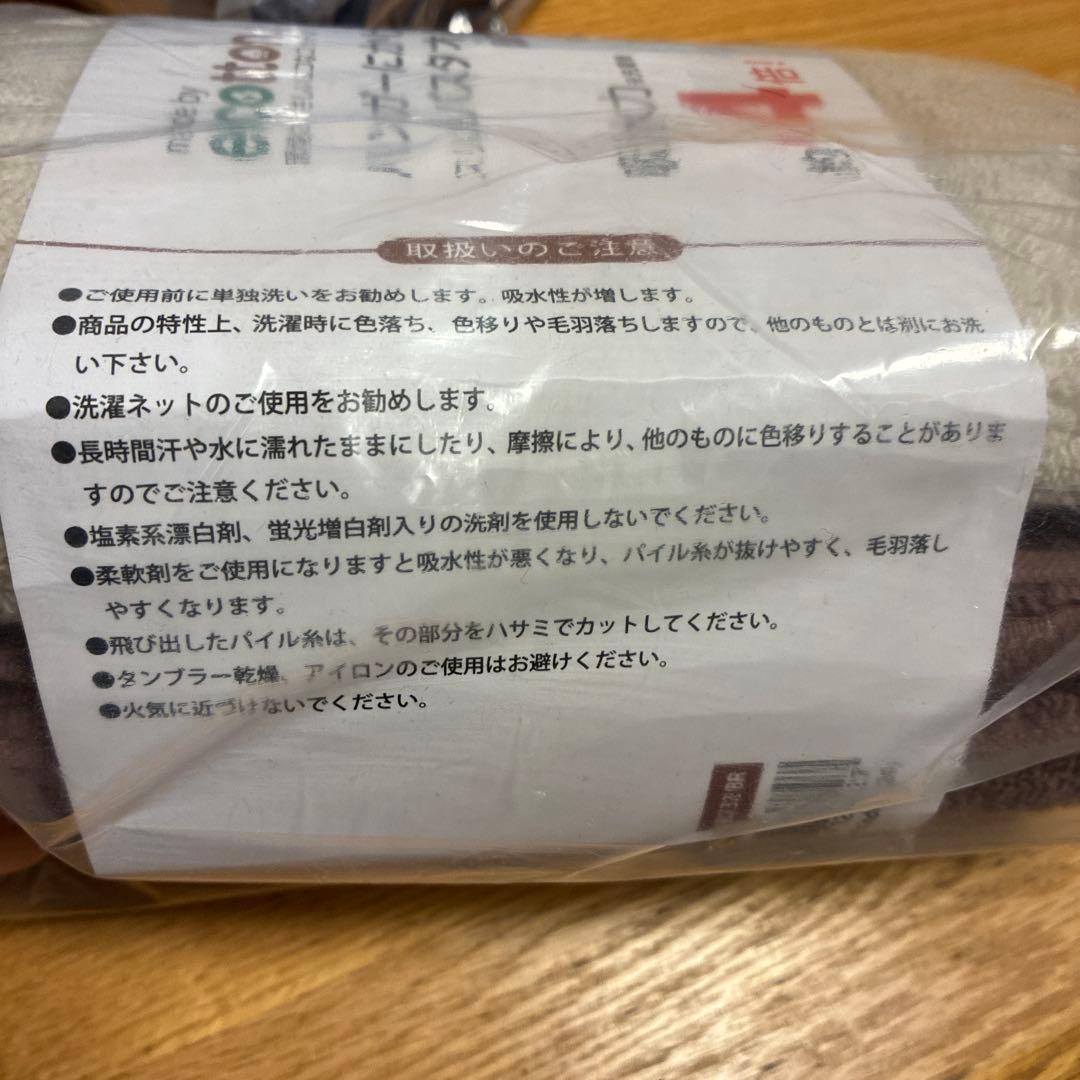 made by
ecotton
ハンガーに
4倍
取扱いのご注意
●ご使用前に単独洗いをお勧めします。吸水性が増します。
●商品の特性上、洗濯時に色落ち、色移りや毛羽落ちしますので、他のものとは別にお洗
い下さい。
●洗濯ネットのご使用をお勧めします。
●長時間汗や水に濡れたままにしたり、摩擦により、他のものに色移りすることがありま
すのでご注意ください。
●塩素系漂白剤、蛍光増白剤入りの洗剤を使用しないでください。
●柔軟剤をご使用になりますと吸水性が悪くなり、パイル糸が抜けやすく、毛羽落し
やすくなります。
●飛び出したパイル糸は、その部分をハサミでカットしてください。
●タンブラー乾燥、アイロンのご使用はお避けください。
●火気に近づけないでください。